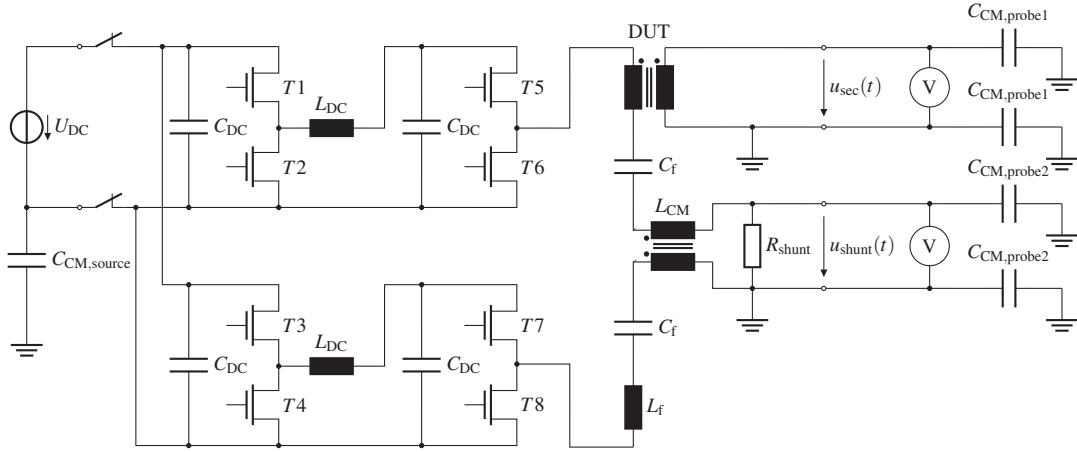 DUT
C_CM,probe1
T1
T5
L_DC
U_DC
C_DC
C_DC
u_sec(t)
V
C_CM,probe1
T2
T6
C_f
C_CM,probe2
L_CM
C_CM,source
R_shunt
u_shunt(t)
V
C_CM,probe2
T3
T7
L_DC
C_f
C_DC
C_DC
T4
T8
L_f